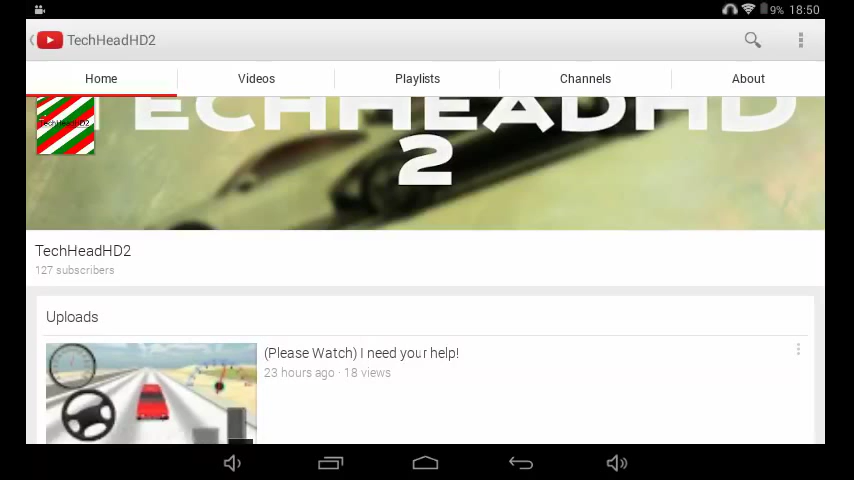 9% 18:50
TechHeadHD2
Home Videos Playlists Channels About
TECHHEADHD
2
TechHeadHD2
TechHeadHD2
127 subscribers
Uploads
(Please Watch) I need your help!
23 hours ago · 18 views